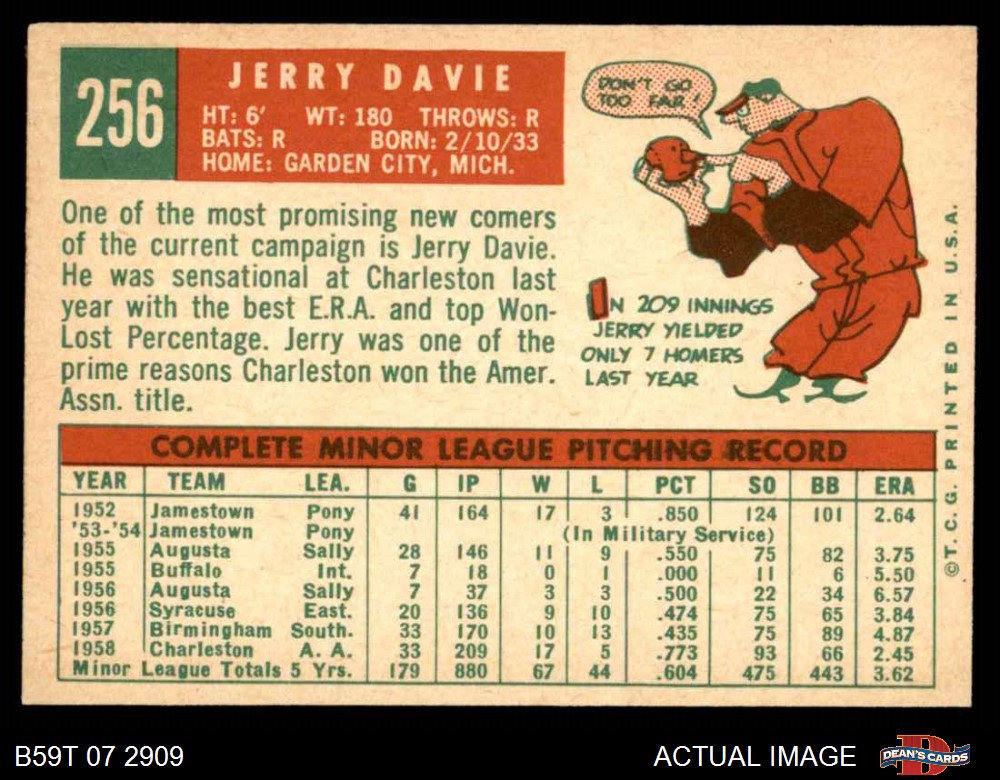 256
JERRY DAVIE
HT: 6' WT: 180 THROWS: R
BATS: R BORN: 2/10/33
HOME: GARDEN CITY, MICH.
DON'T GO
TOO FAR!
One of the most promising new comers
of the current campaign is Jerry Davie.
He was sensational at Charleston last
year with the best E.R.A. and top Won-
Lost Percentage. Jerry was one of the
prime reasons Charleston won the Amer.
Assn. title.
IN 209 INNINGS
JERRY YIELDED
ONLY 7 HOMERS
LAST YEAR
COMPLETE MINOR LEAGUE PITCHING RECORD
YEAR TEAM LEA. G IP W L PCT SO BB ERA
1952 Jamestown Pony 41 164 17 3 .850 124 101 2.64
'53-'54 Jamestown Pony (In Military Service)
1955 Augusta Sally 28 146 11 9 .550 75 82 3.75
1955 Buffalo Int. 7 18 0 1 .000 11 6 5.50
1956 Augusta Sally 7 37 3 3 .500 22 34 6.57
1956 Syracuse East. 20 136 9 10 .474 75 65 3.84
1957 Birmingham South. 33 170 10 13 .435 75 89 4.87
1958 Charleston A. A. 33 209 17 5 .773 93 66 2.45
Minor League Totals 5 Yrs. 179 880 67 44 .604 475 443 3.62
©T.C.G. PRINTED IN U.S.A.
B59T 07 2909
ACTUAL IMAGE
DEAN'S CARDS